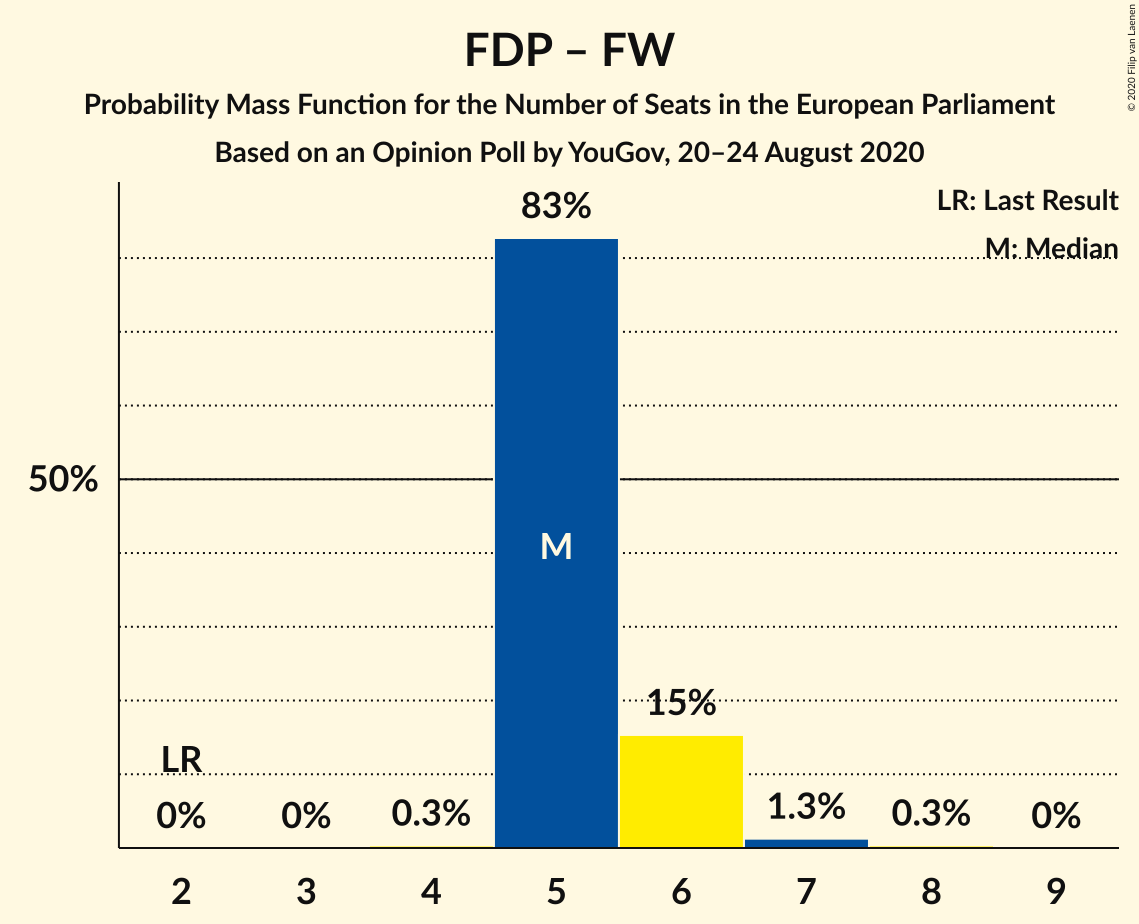 FDP – FW
Probability Mass Function for the Number of Seats in the European Parliament
Based on an Opinion Poll by YouGov, 20–24 August 2020
© 2020 Filip van Laenen
LR: Last Result
M: Median
83%
50%
M
15%
LR
0% 0% 0.3% 1.3% 0.3% 0%
2 3 4 5 6 7 8 9